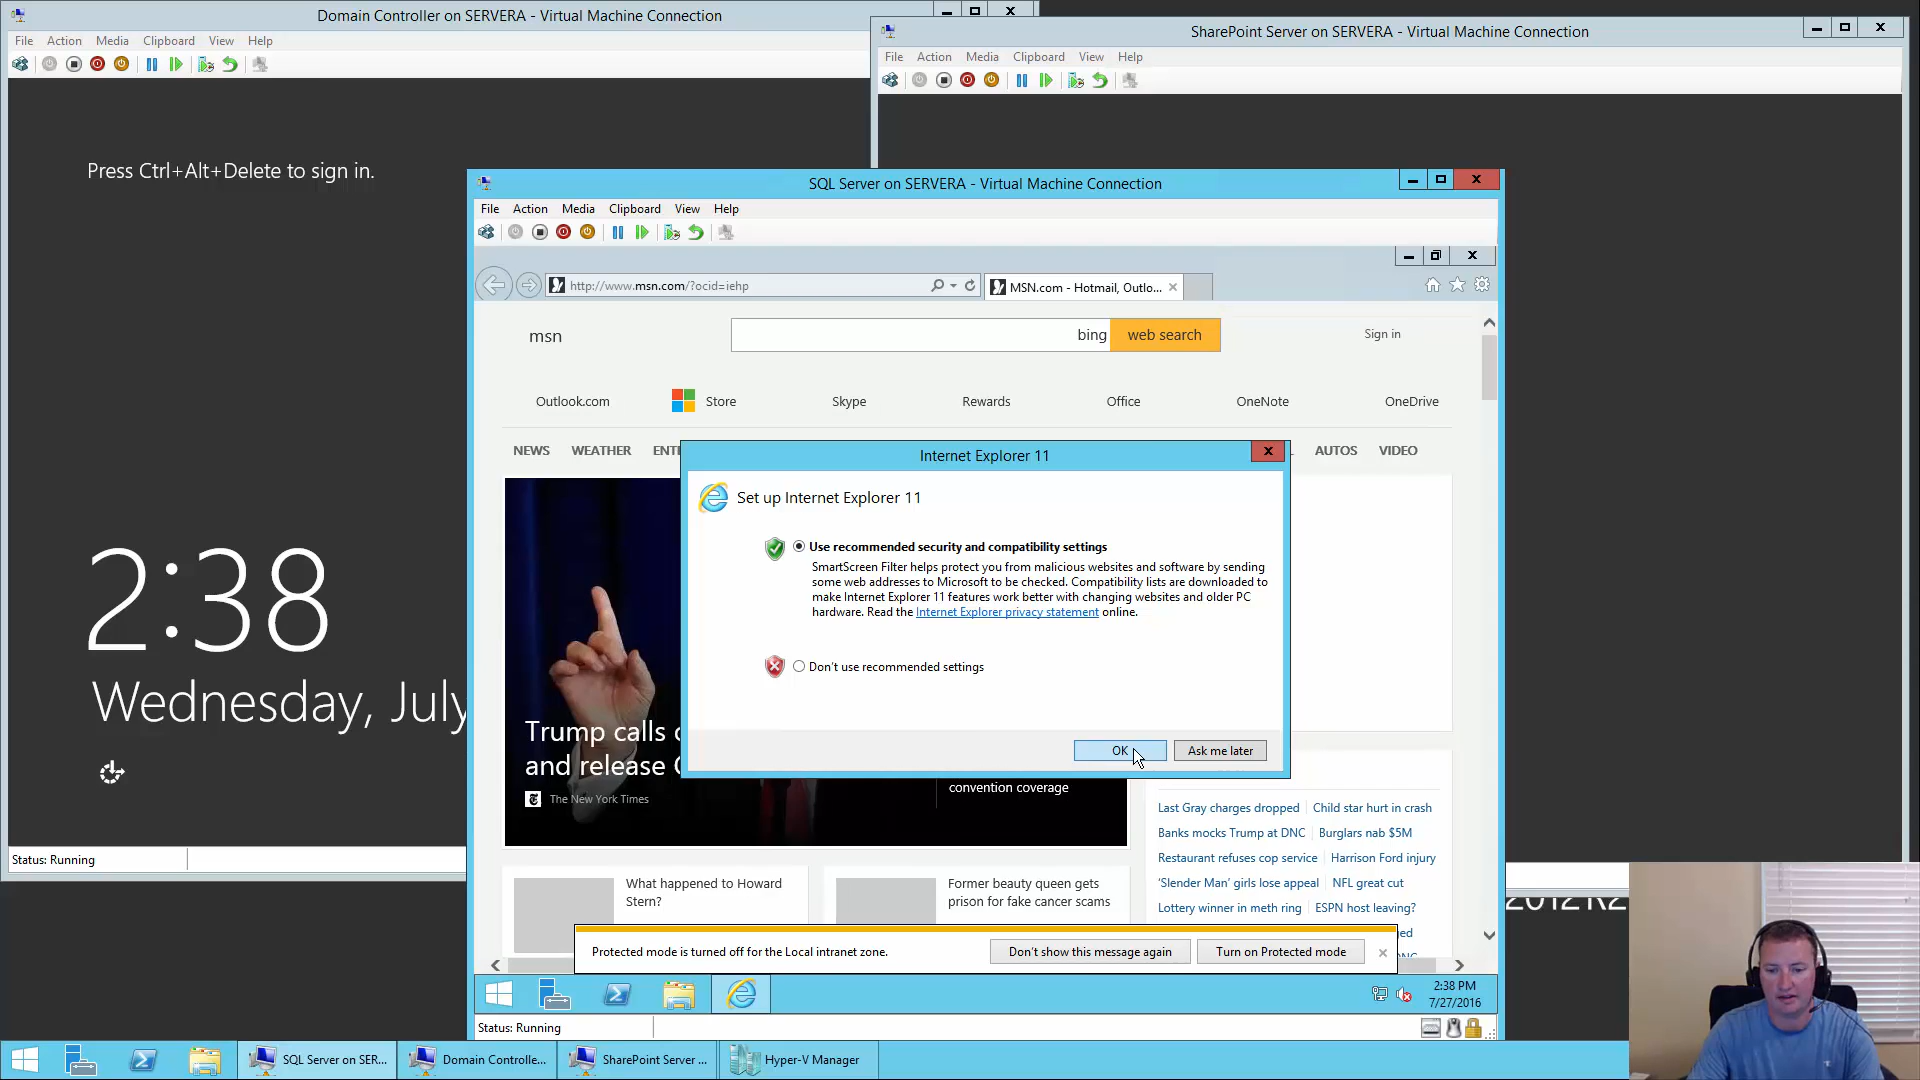 Domain Controller on SERVERA - Virtual Machine Connection
File Action Media Clipboard View Help
SharePoint Server on SERVERA - Virtual Machine Connection
File Action Media Clipboard View Help
Press Ctrl+Alt+Delete to sign in.
2:38
Wednesday, July
Status: Running
SQL Server on SERVERA - Virtual Machine Connection
File Action Media Clipboard View Help
http://www.msn.com/?ocid=iehp
MSN.com - Hotmail, Outlo...
msn
bing
web search
Sign in
Outlook.com Store Skype Rewards Office OneNote OneDrive
NEWS WEATHER ENT AUTOS VIDEO
Internet Explorer 11
Set up Internet Explorer 11
Use recommended security and compatibility settings
SmartScreen Filter helps protect you from malicious websites and software by sending
some web addresses to Microsoft to be checked. Compatibility lists are downloaded to
make Internet Explorer 11 features work better with changing websites and older PC
hardware. Read the Internet Explorer privacy statement online.
Don't use recommended settings
OK
Ask me later
Trump calls
and release
The New York Times
convention coverage
Last Gray charges dropped Child star hurt in crash
Banks mocks Trump at DNC Burglars nab $5M
Restaurant refuses cop service Harrison Ford injury
'Slender Man' girls lose appeal NFL great cut
Lottery winner in meth ring ESPN host leaving?
What happened to Howard
Stern?
Former beauty queen gets
prison for fake cancer scams
Protected mode is turned off for the Local intranet zone.
Don't show this message again
Turn on Protected mode
2:38 PM
7/27/2016
Status: Running
2012 R2
SQL Server on SER...
Domain Controlle...
SharePoint Server ...
Hyper-V Manager